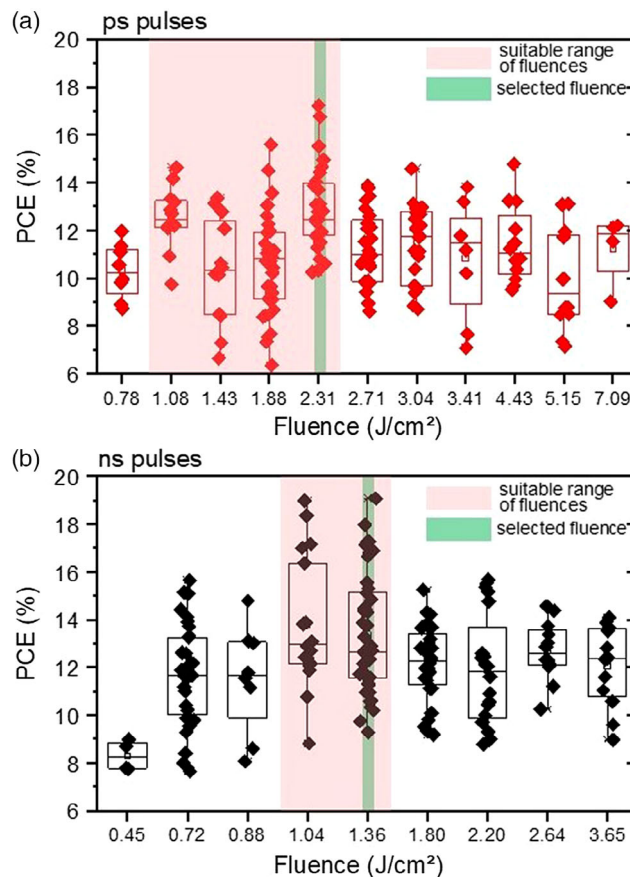 (a)
ps pulses
20
18
16
14
12
10
8
6
PCE (%)
suitable range
of fluences
selected fluence
0.78 1.08 1.43 1.88 2.31 2.71 3.04 3.41 4.43 5.15 7.09
Fluence (J/cm²)
(b)
ns pulses
20
18
16
14
12
10
8
6
PCE (%)
suitable range
of fluences
selected fluence
0.45 0.72 0.88 1.04 1.36 1.80 2.20 2.64 3.65
Fluence (J/cm²)